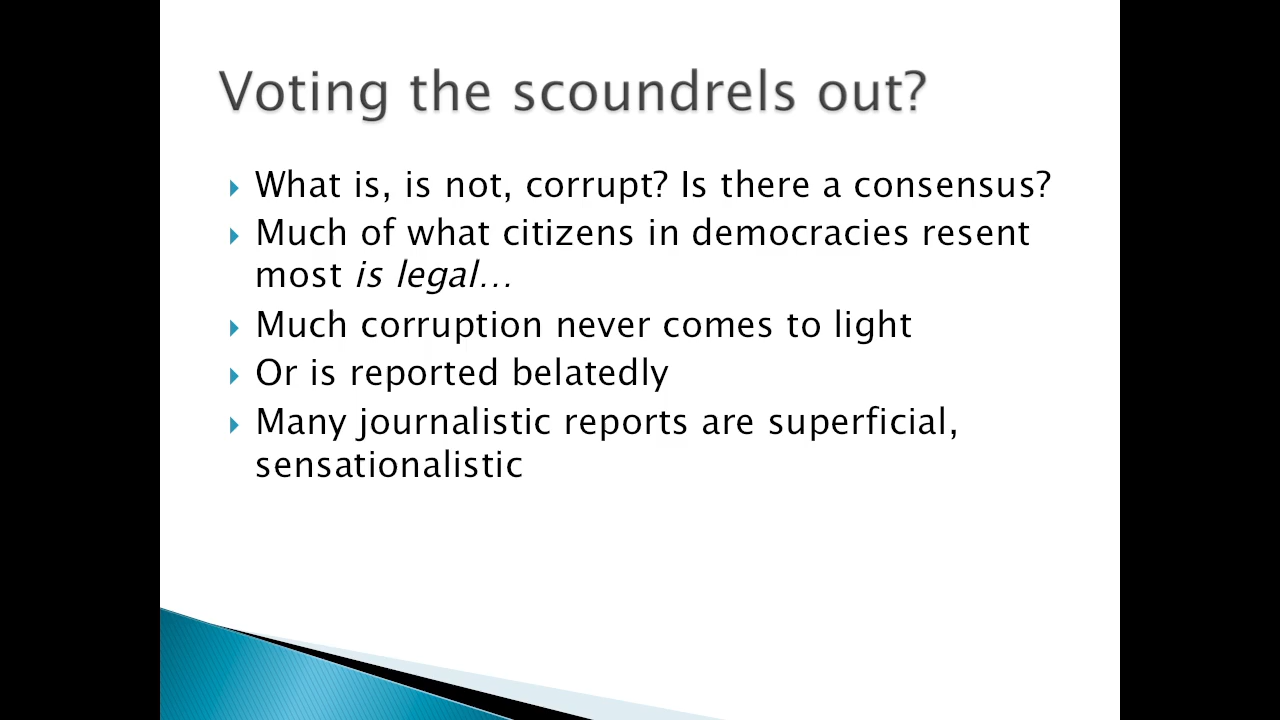 Voting the scoundrels out?
What is, is not, corrupt? Is there a consensus?
Much of what citizens in democracies resent
most is legal…
Much corruption never comes to light
Or is reported belatedly
Many journalistic reports are superficial,
sensationalistic